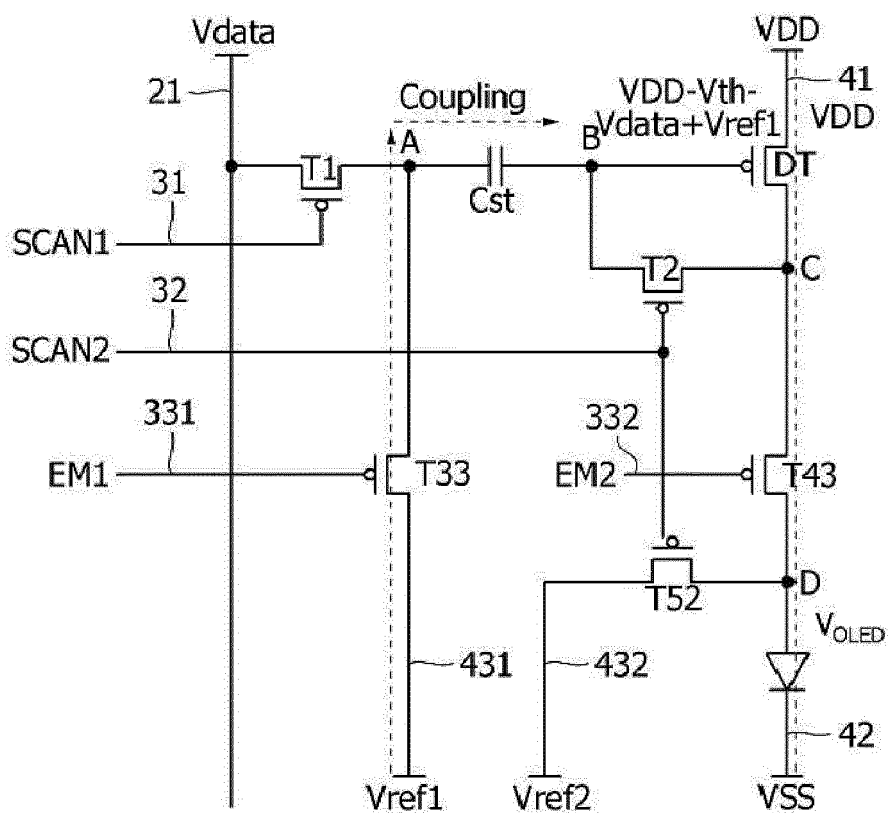 Vdata
VDD
21
41
Coupling
VDD-Vth-
Vdata+Vref1
VDD
A
B
T1
DT
Cst
31
SCAN1
T2
C
32
SCAN2
331
332
EM1
T33
EM2
T43
T52
D
VOLED
431
432
42
Vref1
Vref2
VSS